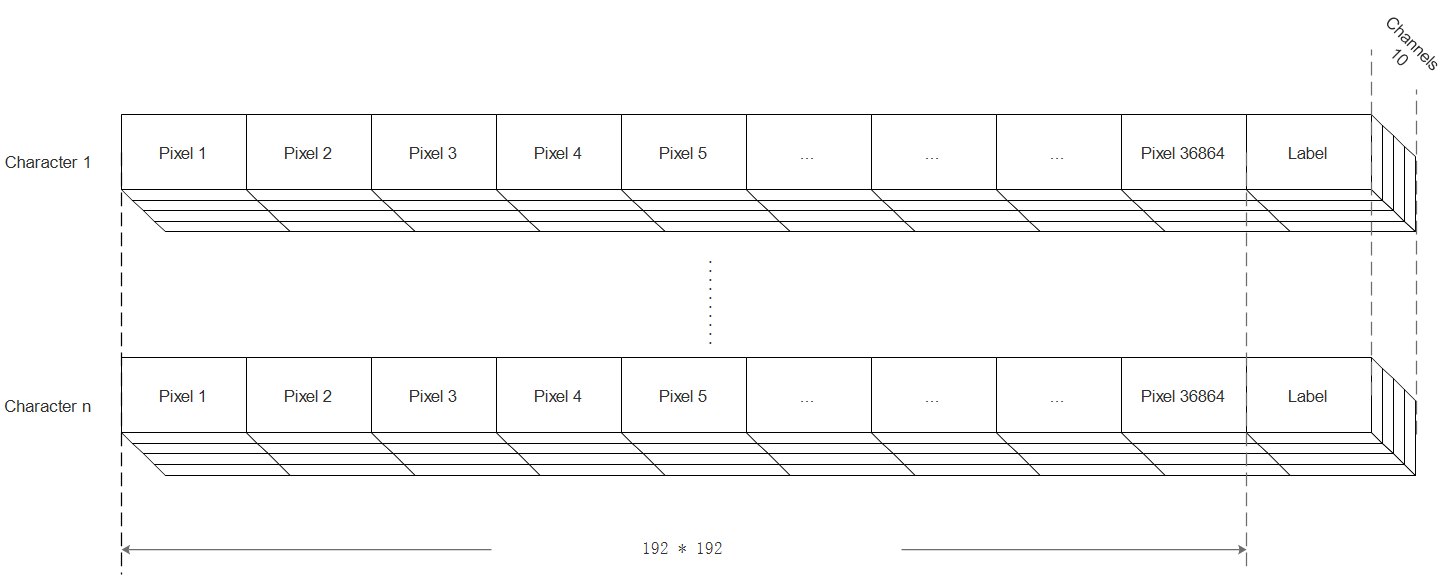 Channels
10
Character 1
Pixel 1
Pixel 2
Pixel 3
Pixel 4
Pixel 5
...
...
...
Pixel 36864
Label
Character n
Pixel 1
Pixel 2
Pixel 3
Pixel 4
Pixel 5
...
...
...
Pixel 36864
Label
192 * 192